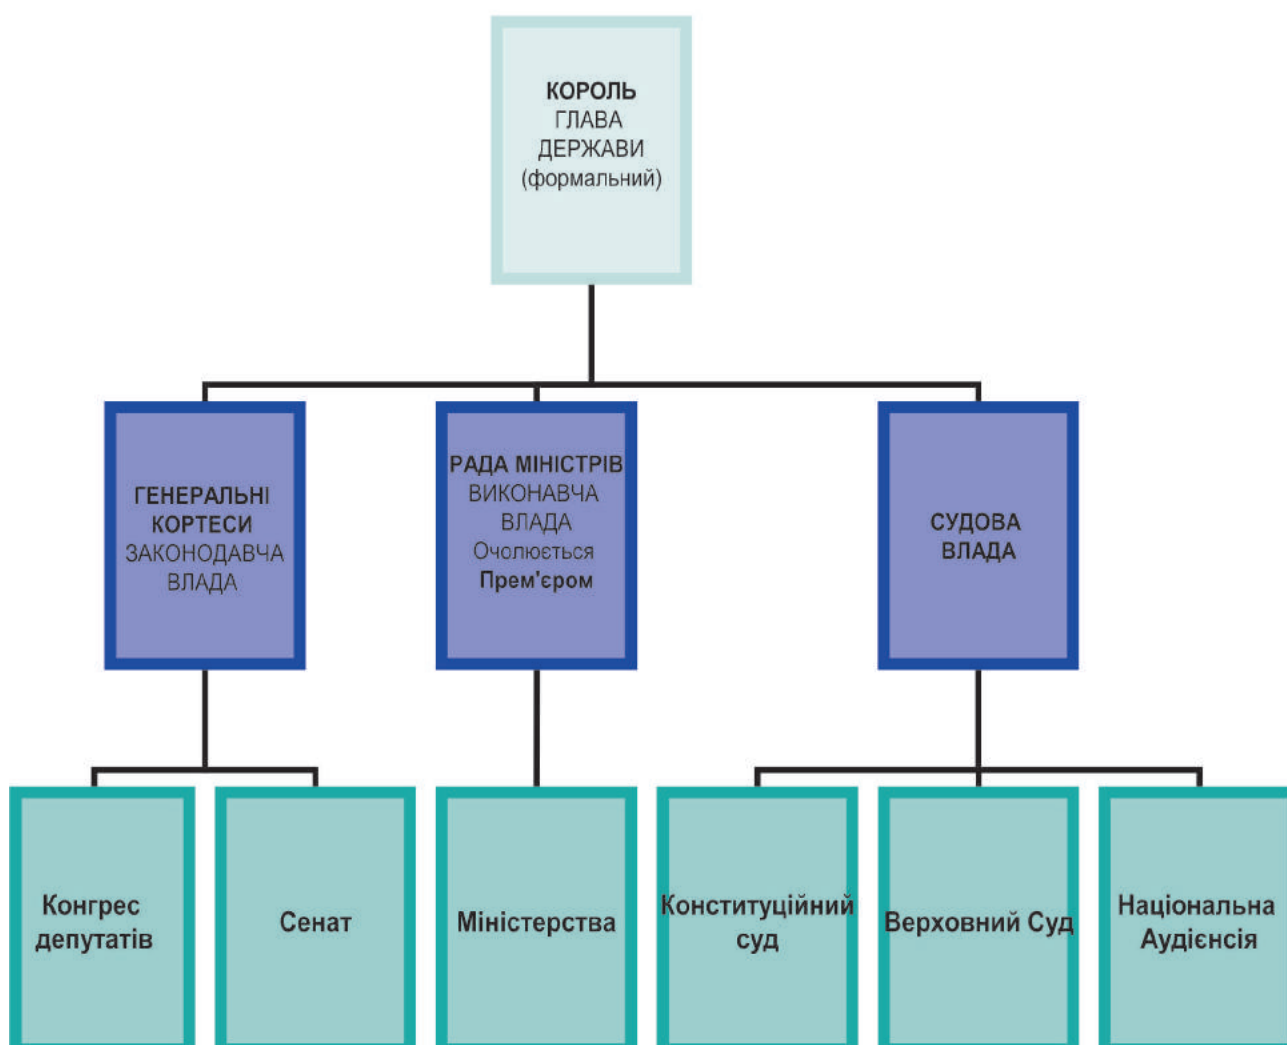 КОРОЛЬ
ГЛАВА
ДЕРЖАВИ
(формальний)
ГЕНЕРАЛЬНІ
КОРТЕСИ
ЗАКОНОДАВЧА
ВЛАДА
РАДА МІНІСТРІВ
ВИКОНАВЧА
ВЛАДА
Очолюється
Прем'єром
СУДОВА
ВЛАДА
Конгрес
депутатів
Сенат
Міністерства
Конституційний
суд
Верховний Суд
Національна
Аудієнсія